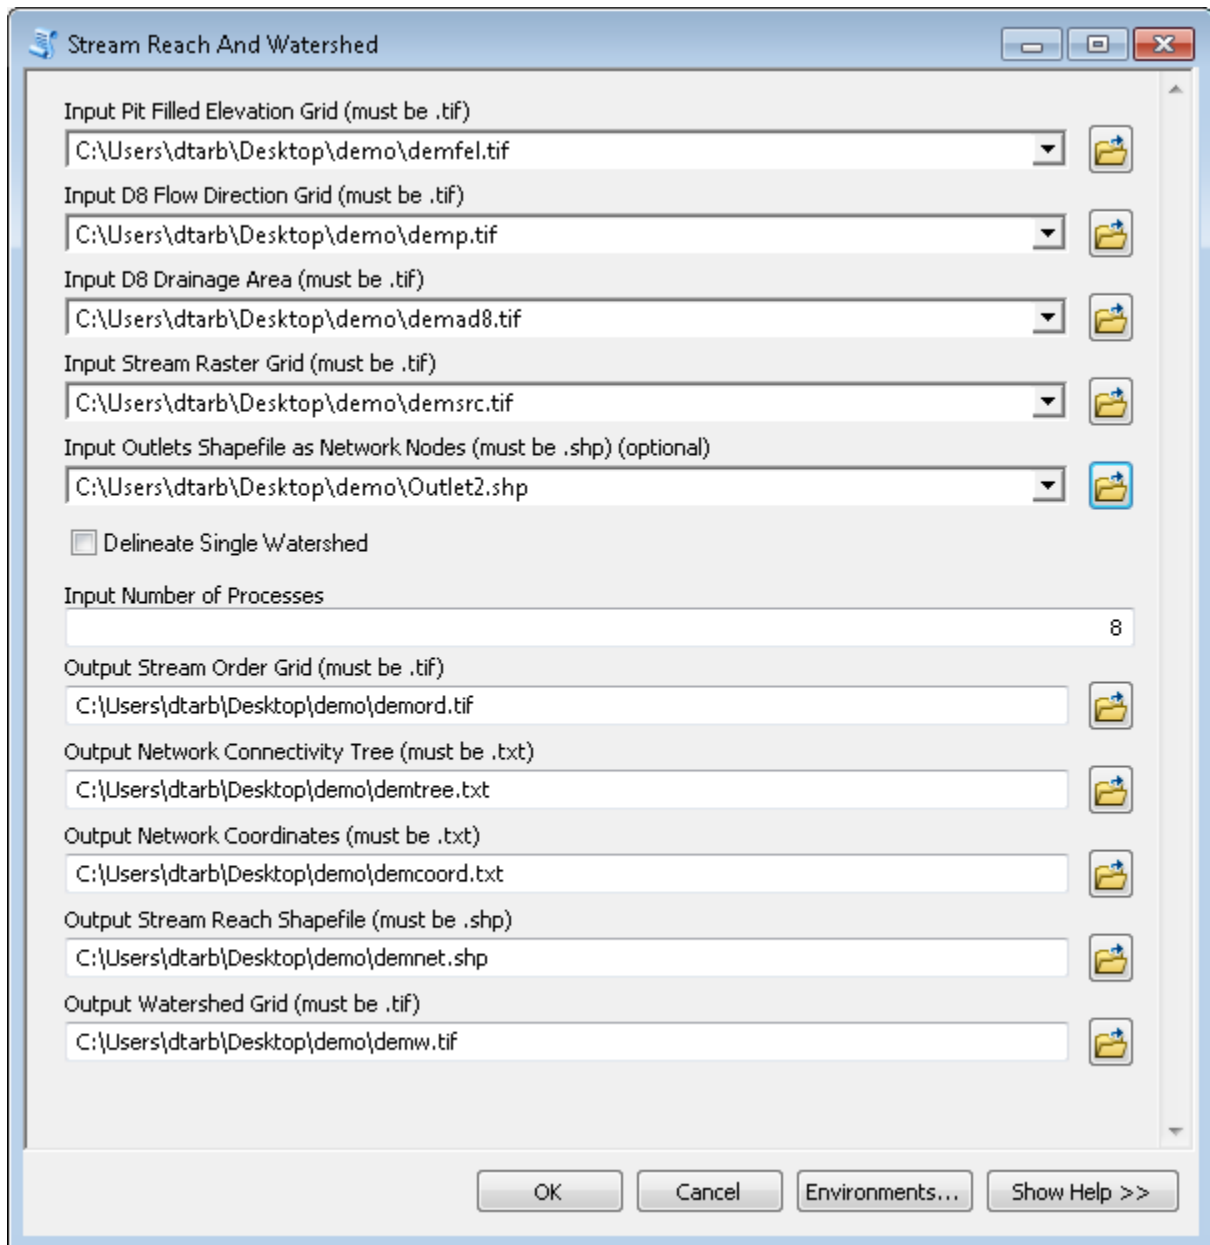 Stream Reach And Watershed
Input Pit Filled Elevation Grid (must be .tif)
C:\Users\dtarb\Desktop\demo\demfel.tif
Input D8 Flow Direction Grid (must be .tif)
C:\Users\dtarb\Desktop\demo\demp.tif
Input D8 Drainage Area (must be .tif)
C:\Users\dtarb\Desktop\demo\demad8.tif
Input Stream Raster Grid (must be .tif)
C:\Users\dtarb\Desktop\demo\demsrc.tif
Input Outlets Shapefile as Network Nodes (must be .shp) (optional)
C:\Users\dtarb\Desktop\demo\Outlet2.shp
Delineate Single Watershed
Input Number of Processes
8
Output Stream Order Grid (must be .tif)
C:\Users\dtarb\Desktop\demo\demord.tif
Output Network Connectivity Tree (must be .txt)
C:\Users\dtarb\Desktop\demo\demtree.txt
Output Network Coordinates (must be .txt)
C:\Users\dtarb\Desktop\demo\demcoord.txt
Output Stream Reach Shapefile (must be .shp)
C:\Users\dtarb\Desktop\demo\demnet.shp
Output Watershed Grid (must be .tif)
C:\Users\dtarb\Desktop\demo\demw.tif
OK Cancel Environments... Show Help >>